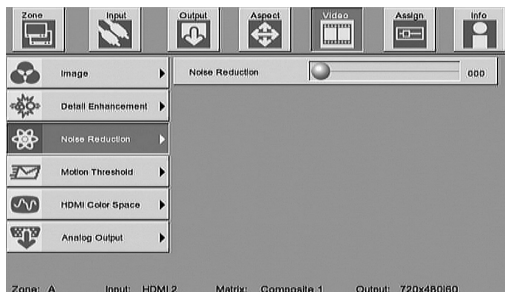 Zone Input Output Aspect Video Assign Info
Image
Noise Reduction 000
Detail Enhancement
Noise Reduction
Motion Threshold
HDMI Color Space
Analog Output
Zone: A Input: HDMI 2 Matrix: Composite 1 Output: 720x480i60